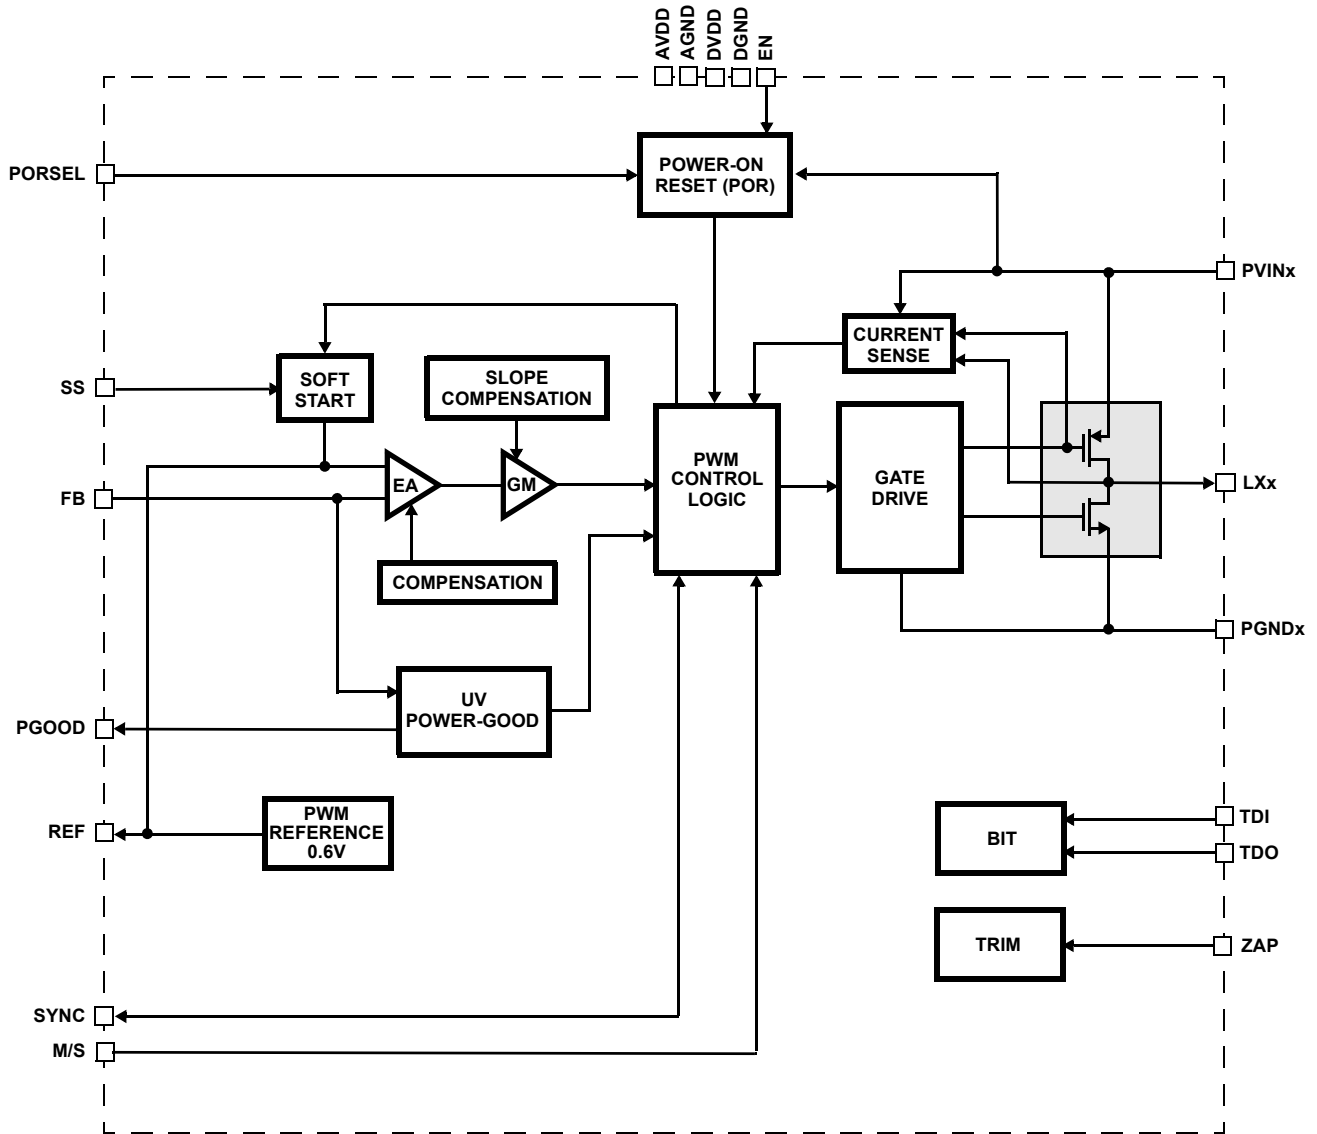 AVDD
AGND
DVDD
DGND
EN
PORSEL
POWER-ON
RESET (POR)
PVINx
CURRENT
SENSE
SS
SOFT
START
SLOPE
COMPENSATION
FB
EA
GM
PWM
CONTROL
LOGIC
GATE
DRIVE
LXx
COMPENSATION
PGNDx
UV
POWER-GOOD
PGOOD
PWM
REFERENCE
0.6V
REF
BIT
TDI
TDO
TRIM
ZAP
SYNC
M/S